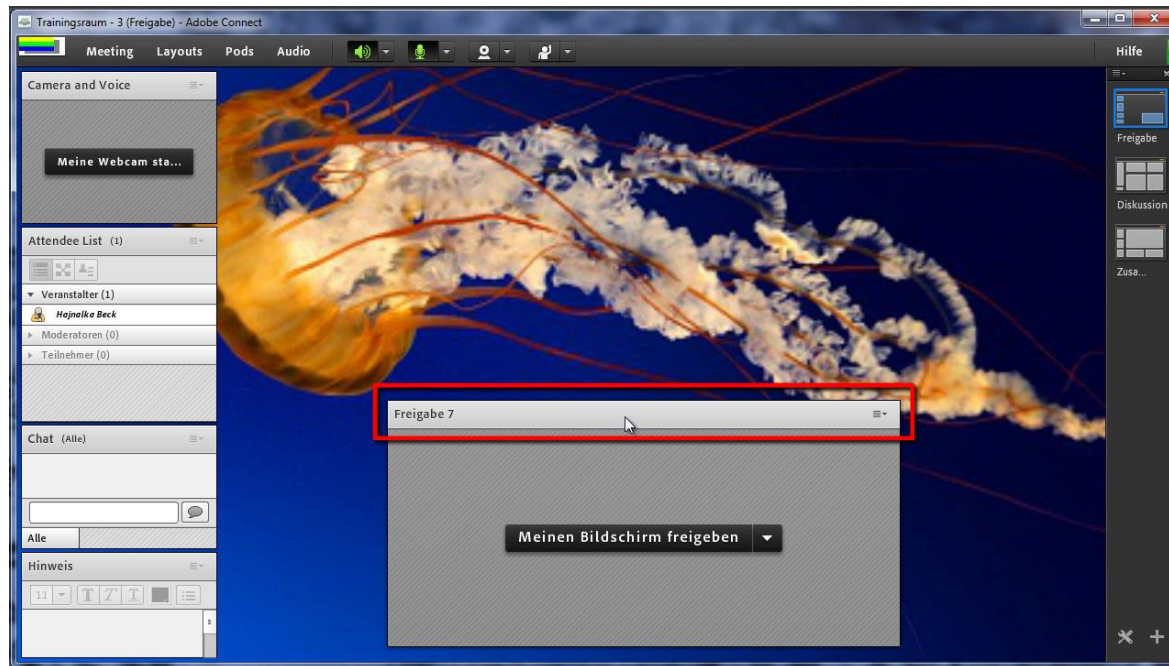 Trainingsraum - 3 (Freigabe) - Adobe Connect
Meeting Layouts Pods Audio Hilfe
Camera and Voice
Meine Webcam sta...
Attendee List (1)
Veranstalter (1)
Hajnalka Beck
Moderatoren (0)
Teilnehmer (0)
Chat (Alle)
Alle
Hinweis
11 T T T
Freigabe 7
Meinen Bildschirm freigeben
Freigabe
Diskussion
Zusa...